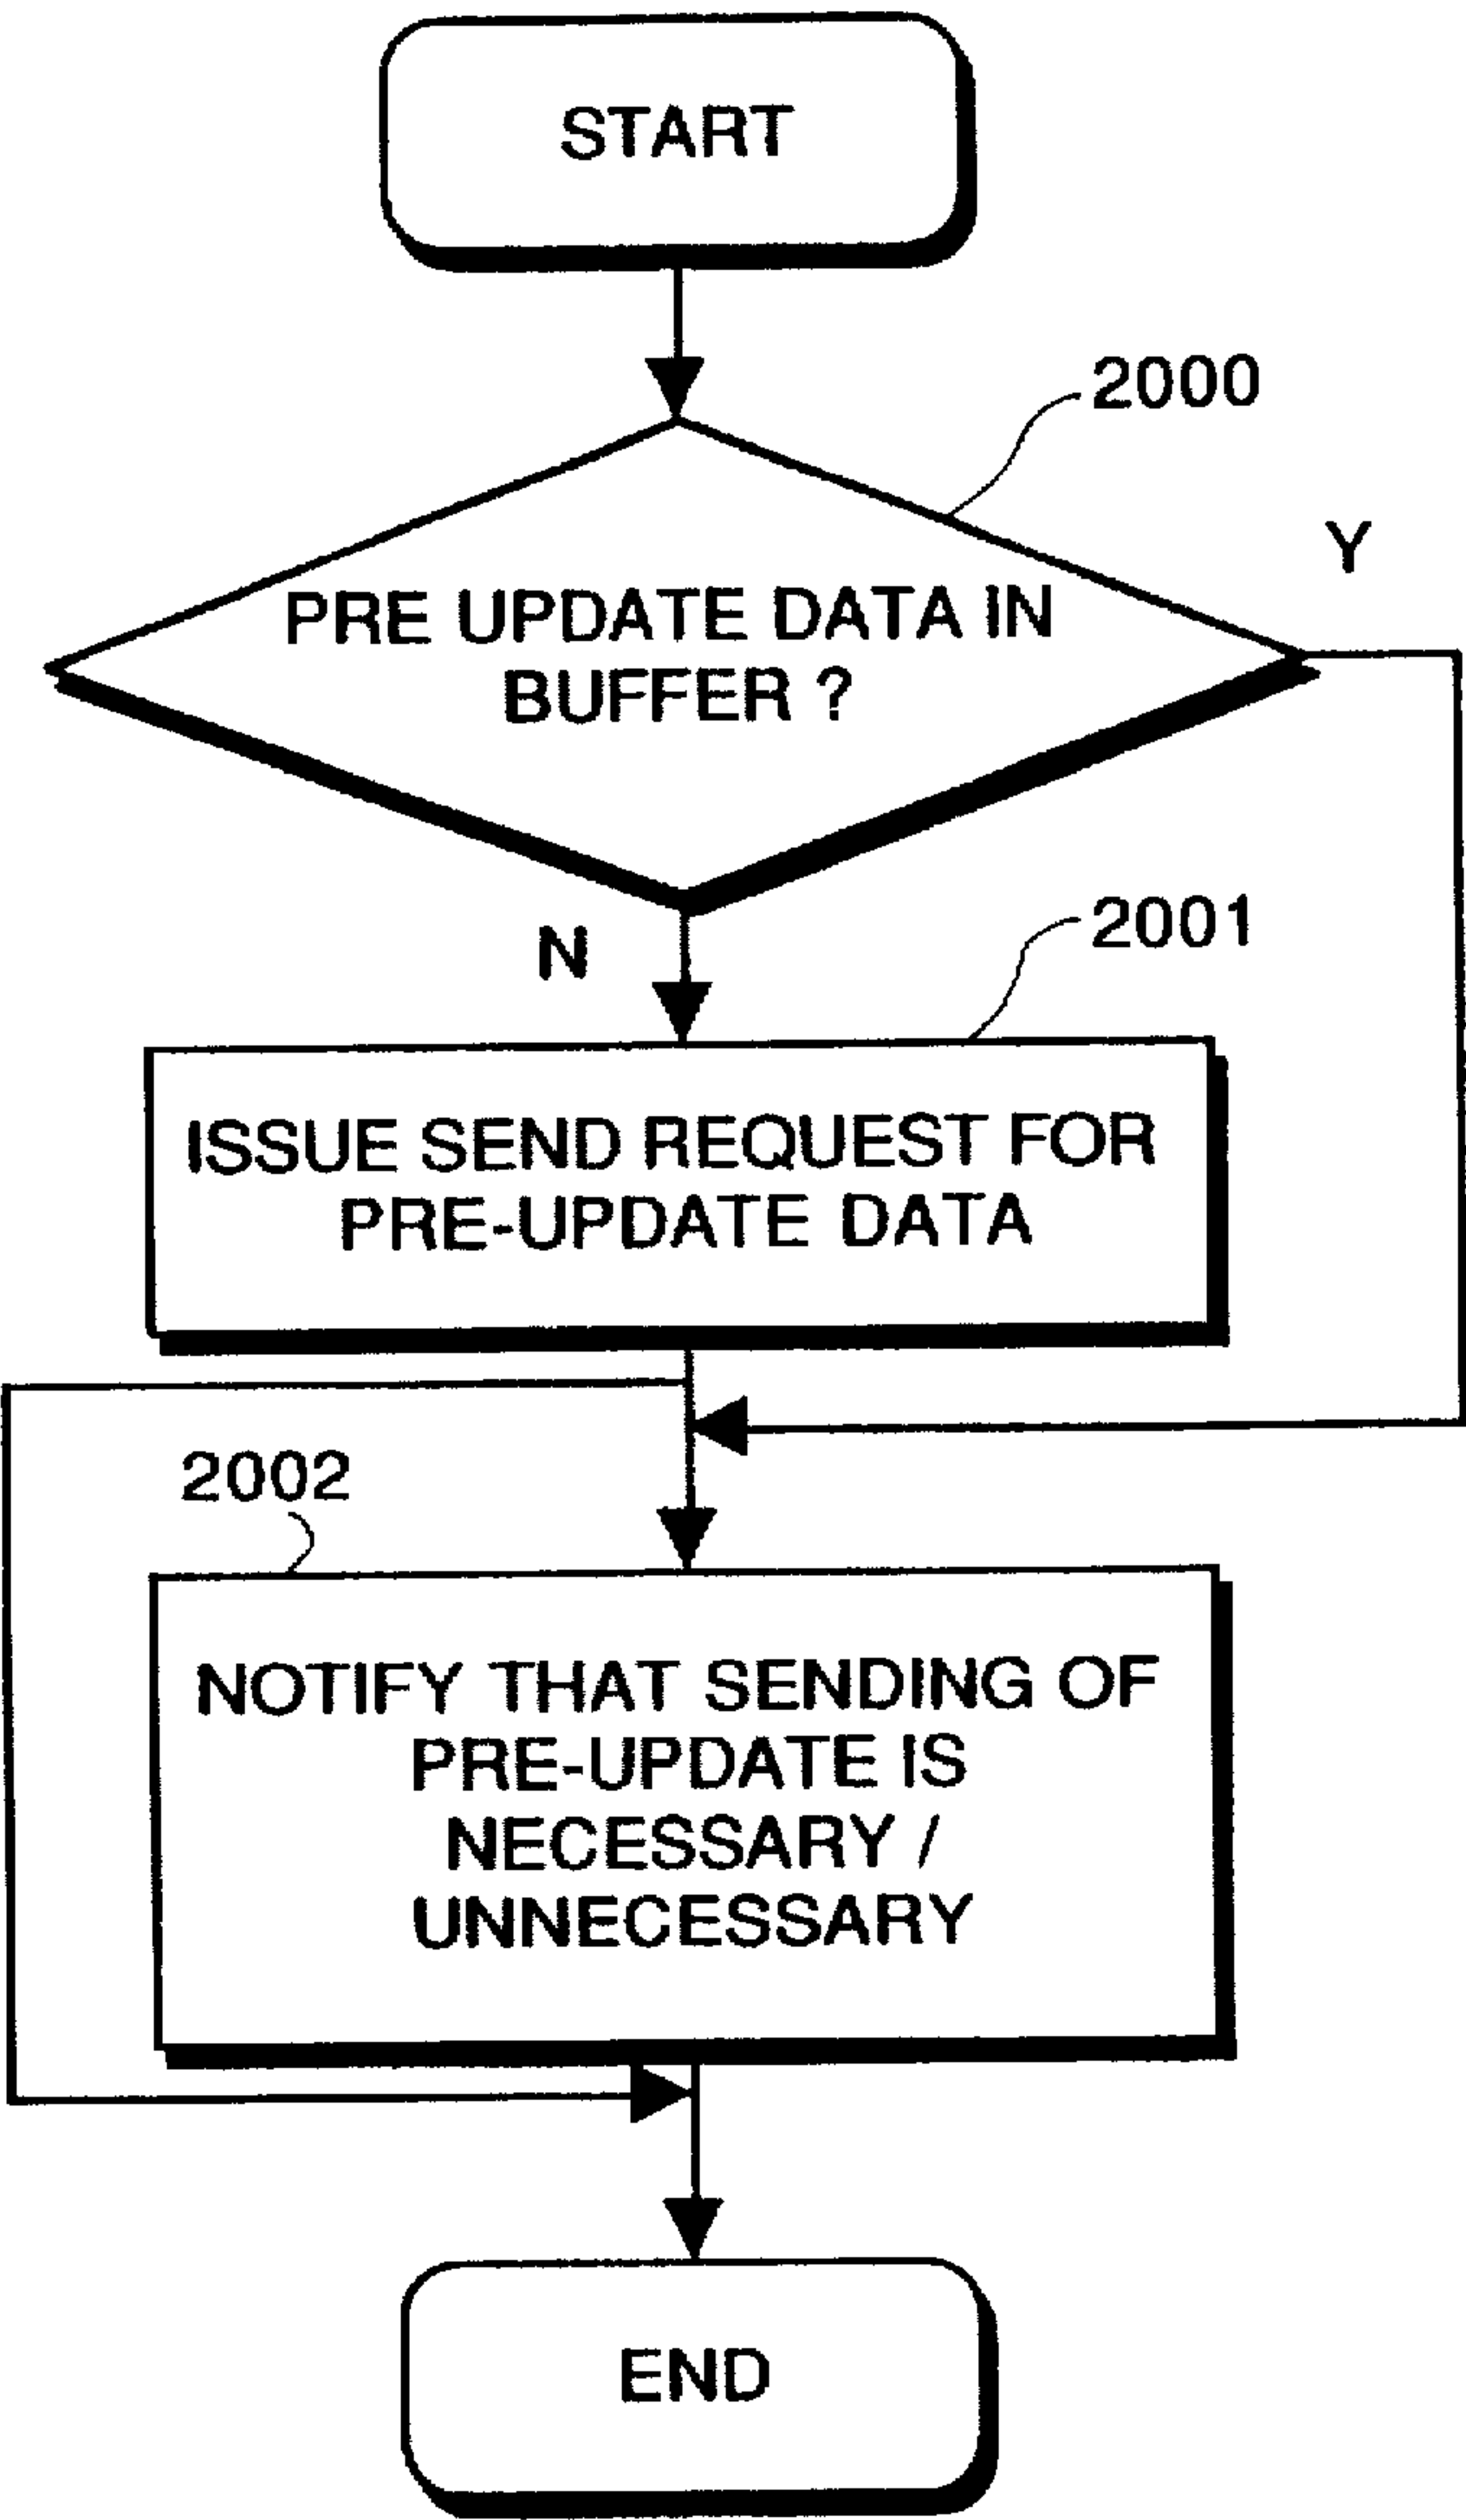 START
2000
Y
PRE UPDATE DATA IN
BUFFER ?
N
2001
ISSUE SEND REQUEST FOR
PRE-UPDATE DATA
2002
NOTIFY THAT SENDING OF
PRE-UPDATE IS
NECESSARY /
UNNECESSARY
END